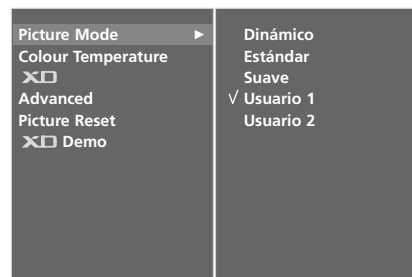 Picture Mode ►
Colour Temperature
XD
Advanced
Picture Reset
XD Demo
Dinámico
Estándar
Suave
√ Usuario 1
Usuario 2